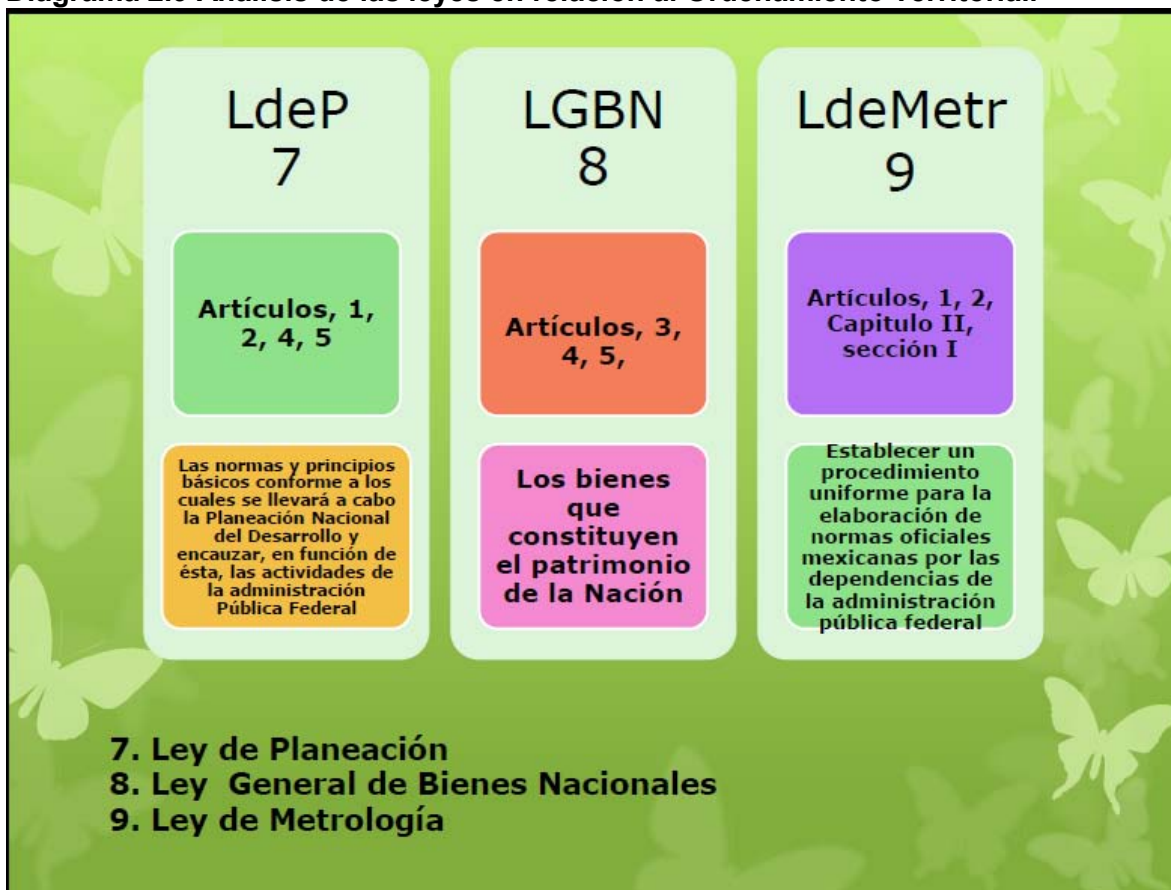 Diagrama 2.6 Análisis de las leyes en relación al Ordenamiento Territorial.
LdeP
7
Artículos, 1,
2, 4, 5
Las normas y principios
básicos conforme a los
cuales se llevará a cabo
la Planeación Nacional
del Desarrollo y
encauzar, en función de
ésta, las actividades de
la administración
Pública Federal
LGBN
8
Artículos, 3,
4, 5,
Los bienes
que
constituyen
el patrimonio
de la Nación
LdeMetr
9
Artículos, 1, 2,
Capitulo II,
sección I
Establecer un
procedimiento
uniforme para la
elaboración de
normas oficiales
mexicanas por las
dependencias de
la administración
pública federal
7. Ley de Planeación
8. Ley  General de Bienes Nacionales
9. Ley de Metrología